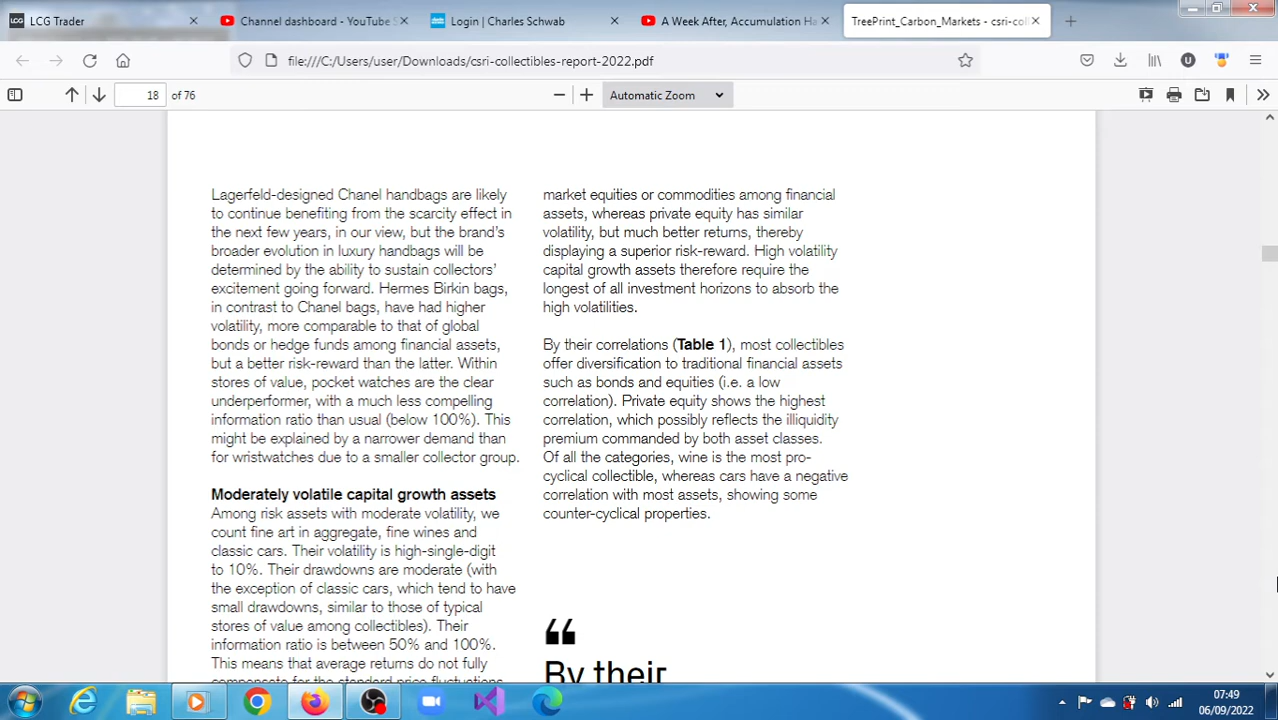 LCG Trader
Channel dashboard - YouTube S
Login | Charles Schwab
A Week After, Accumulation Ha
TreePrint_Carbon_Markets - csri-col
file:///C:/Users/user/Downloads/csri-collectibles-report-2022.pdf
18 of 76
Automatic Zoom
Lagerfeld-designed Chanel handbags are likely
to continue benefiting from the scarcity effect in
the next few years, in our view, but the brand's
broader evolution in luxury handbags will be
determined by the ability to sustain collectors'
excitement going forward. Hermes Birkin bags,
in contrast to Chanel bags, have had higher
volatility, more comparable to that of global
bonds or hedge funds among financial assets,
but a better risk-reward than the latter. Within
stores of value, pocket watches are the clear
underperformer, with a much less compelling
information ratio than usual (below 100%). This
might be explained by a narrower demand than
for wristwatches due to a smaller collector group.
Moderately volatile capital growth assets
Among risk assets with moderate volatility, we
count fine art in aggregate, fine wines and
classic cars. Their volatility is high-single-digit
to 10%. Their drawdowns are moderate (with
the exception of classic cars, which tend to have
small drawdowns, similar to those of typical
stores of value among collectibles). Their
information ratio is between 50% and 100%.
This means that average returns do not fully
compensate for the standard price fluctuations
market equities or commodities among financial
assets, whereas private equity has similar
volatility, but much better returns, thereby
displaying a superior risk-reward. High volatility
capital growth assets therefore require the
longest of all investment horizons to absorb the
high volatilities.
By their correlations (Table 1), most collectibles
offer diversification to traditional financial assets
such as bonds and equities (i.e. a low
correlation). Private equity shows the highest
correlation, which possibly reflects the illiquidity
premium commanded by both asset classes.
Of all the categories, wine is the most pro-
cyclical collectible, whereas cars have a negative
correlation with most assets, showing some
counter-cyclical properties.
“
By their
07:49
06/09/2022